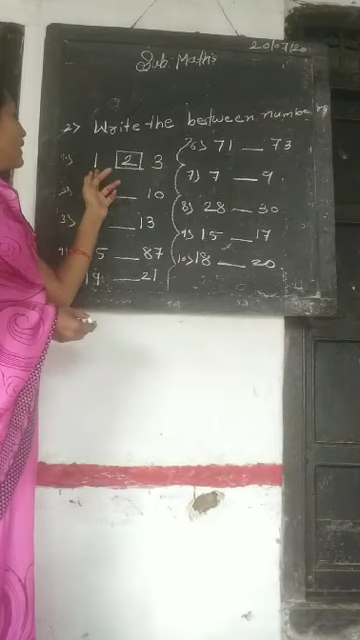 20/07/20
Sub: Maths
2) Write the between numbering
1) 1 2 3
2) __ 10
3) __ 13
4) 5 __ 87
19 __ 21
6) 71 __ 73
7) 7 __ 9
8) 28 __ 30
9) 15 __ 17
10) 18 __ 20